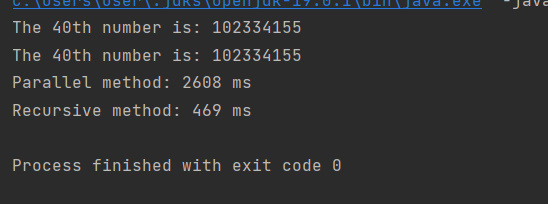 C:\Users\user\.jdks\openjdk-19.0.1\bin\java.exe -java
The 40th number is: 102334155
The 40th number is: 102334155
Parallel method: 2608 ms
Recursive method: 469 ms
Process finished with exit code 0